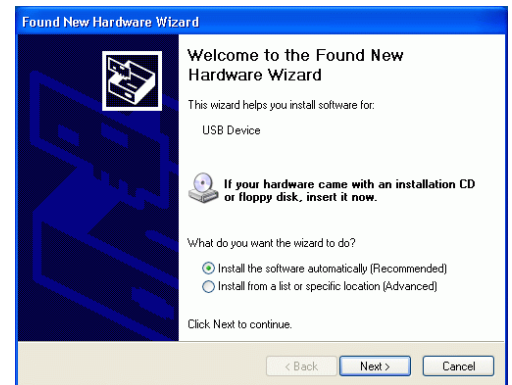 Found New Hardware Wizard
Welcome to the Found New
Hardware Wizard
This wizard helps you install software for:
USB Device
If your hardware came with an installation CD
or floppy disk, insert it now.
What do you want the wizard to do?
Install the software automatically (Recommended)
Install from a list or specific location (Advanced)
Click Next to continue.
< Back Next > Cancel